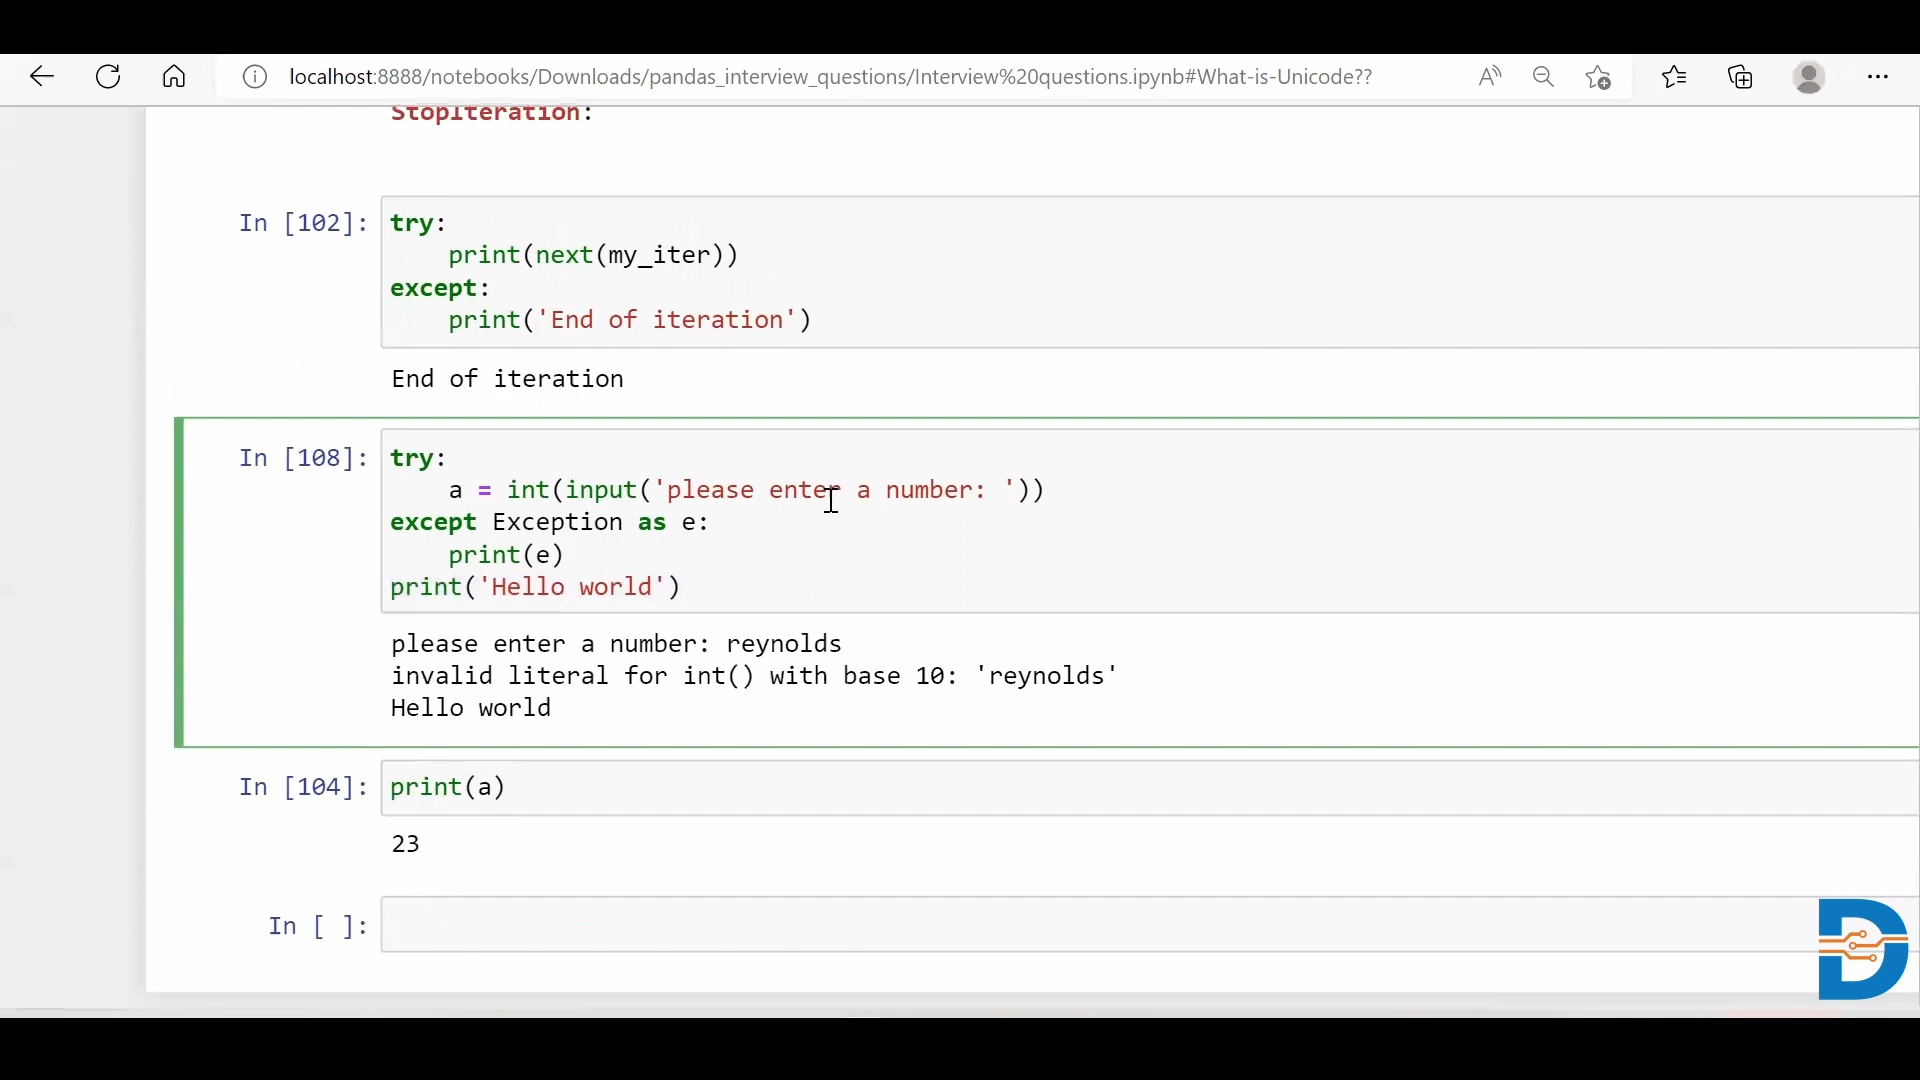 localhost:8888/notebooks/Downloads/pandas_interview_questions/Interview%20questions.ipynb#What-is-Unicode??
StopIteration:
In [102]: try:
    print(next(my_iter))
except:
    print('End of iteration')
End of iteration
In [108]: try:
    a = int(input('please enter a number: '))
except Exception as e:
    print(e)
print('Hello world')
please enter a number: reynolds
invalid literal for int() with base 10: 'reynolds'
Hello world
In [104]: print(a)
23
In [ ]: